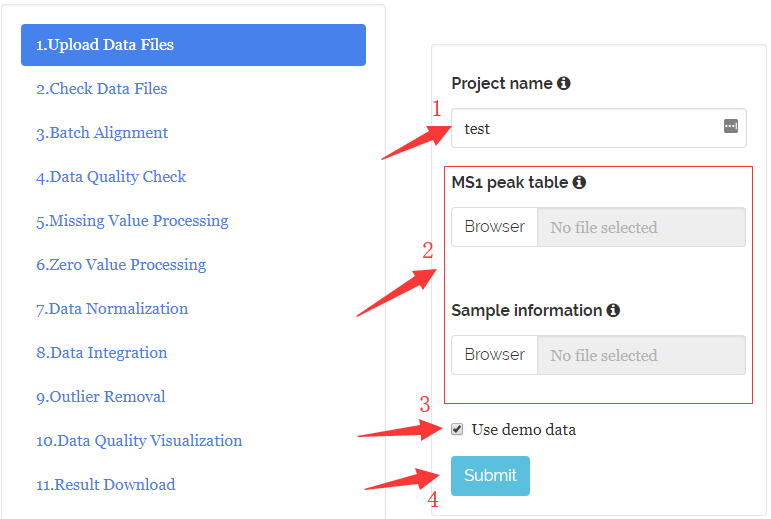 1.Upload Data Files
2.Check Data Files
3.Batch Alignment
4.Data Quality Check
5.Missing Value Processing
6.Zero Value Processing
7.Data Normalization
8.Data Integration
9.Outlier Removal
10.Data Quality Visualization
11.Result Download
Project name
1
test
MS1 peak table
Browser No file selected
2
Sample information
Browser No file selected
3
Use demo data
Submit
4